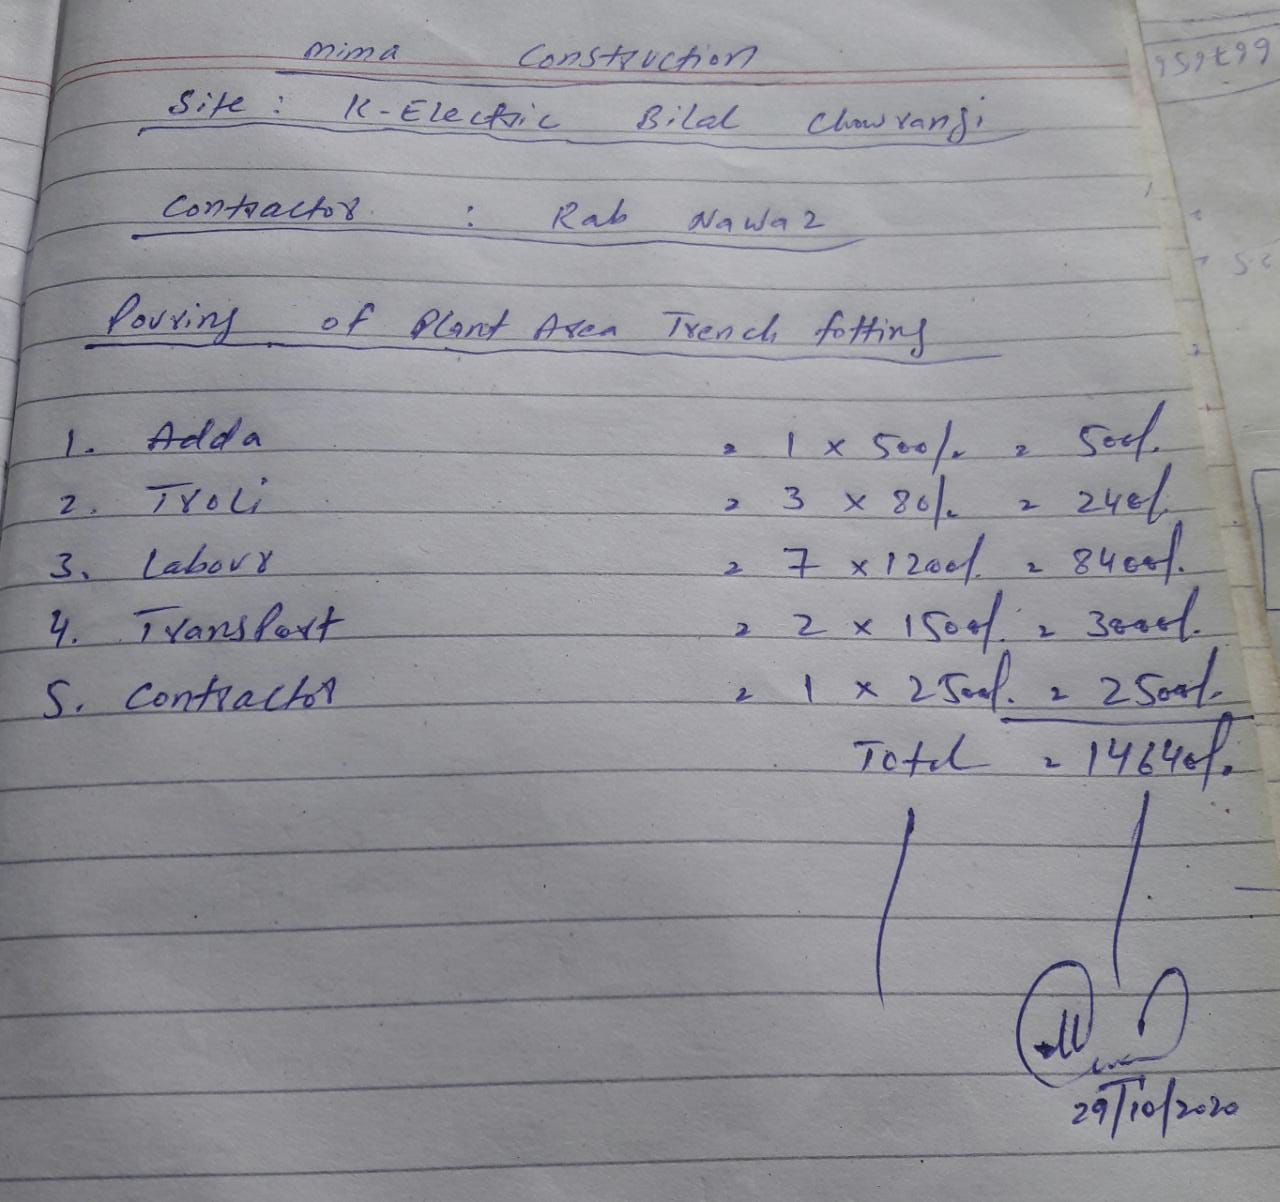 mima Construction
Site: K-Electric Bilal Chowrangi
Contractor : Rab Nawaz
Pouring of Plant Area Trench fotting
1. Adda = 1 x 500/. = 500/.
2. Troli = 3 x 80/. = 240/.
3. Labour = 7 x 1200/. = 8400/.
4. Transport = 2 x 1500/. = 3000/.
5. Contractor = 1 x 2500/. = 2500/.
Total = 14640/.
29/10/2020